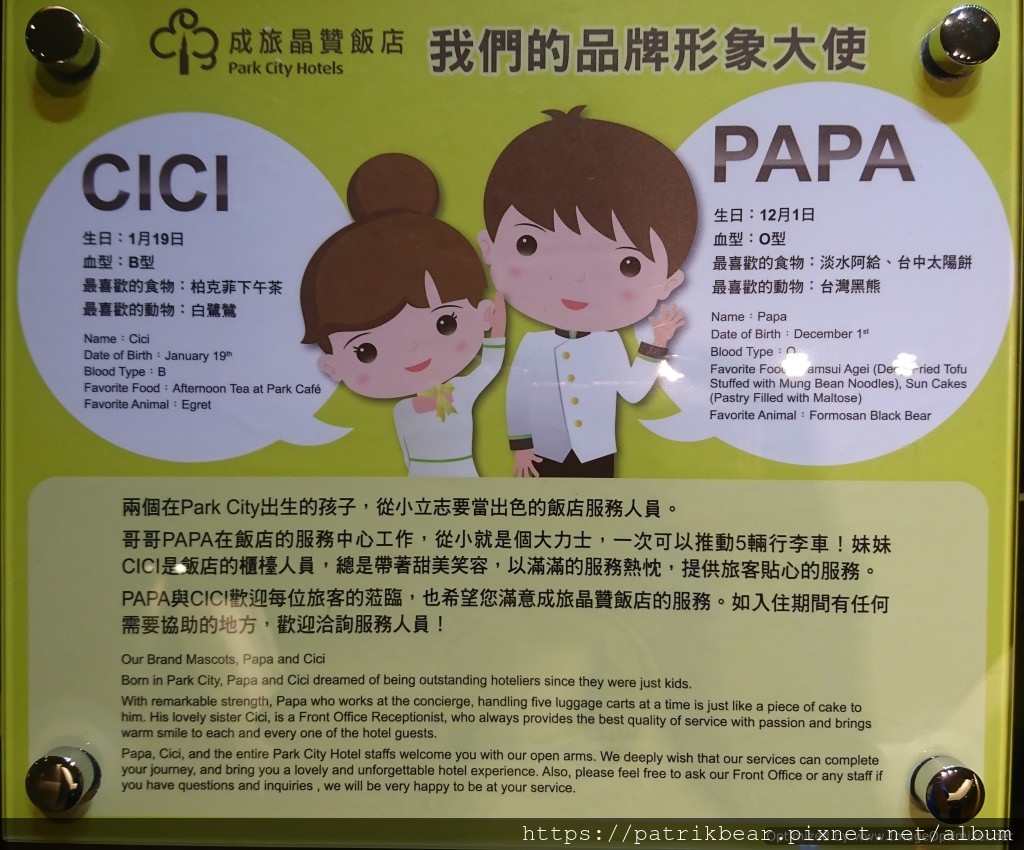 成旅晶贊飯店
Park City Hotels
我們的品牌形象大使
CICI
生日：1月19日
血型：B型
最喜歡的食物：柏克菲下午茶
最喜歡的動物：白鷺鷥
Name：Cici
Date of Birth：January 19th
Blood Type：B
Favorite Food：Afternoon Tea at Park Café
Favorite Animal：Egret
PAPA
生日：12月1日
血型：O型
最喜歡的食物：淡水阿給、台中太陽餅
最喜歡的動物：台灣黑熊
Name：Papa
Date of Birth：December 1st
Blood Type：O
Favorite Food Tamsui Agei (Deep Fried Tofu
Stuffed with Mung Bean Noodles), Sun Cakes
(Pastry Filled with Maltose)
Favorite Animal：Formosan Black Bear
兩個在Park City出生的孩子，從小立志要當出色的飯店服務人員。
哥哥PAPA在飯店的服務中心工作，從小就是個大力士，一次可以推動5輛行李車！妹妹
CICI是飯店的櫃檯人員，總是帶著甜美笑容，以滿滿的服務熱忱，提供旅客貼心的服務。
PAPA與CICI歡迎每位旅客的蒞臨，也希望您滿意成旅晶贊飯店的服務。如入住期間有任何
需要協助的地方，歡迎洽詢服務人員！
Our Brand Mascots, Papa and Cici
Born in Park City, Papa and Cici dreamed of being outstanding hoteliers since they were just kids.
With remarkable strength, Papa who works at the concierge, handling five luggage carts at a time is just like a piece of cake to
him. His lovely sister Cici, is a Front Office Receptionist, who always provides the best quality of service with passion and brings
warm smile to each and every one of the hotel guests.
Papa, Cici, and the entire Park City Hotel staffs welcome you with our open arms. We deeply wish that our services can complete
your journey, and bring you a lovely and unforgettable hotel experience. Also, please feel free to ask our Front Office or any staff if
you have questions and inquiries , we will be very happy to be at your service.
https://patrikbear.pixnet.net/album